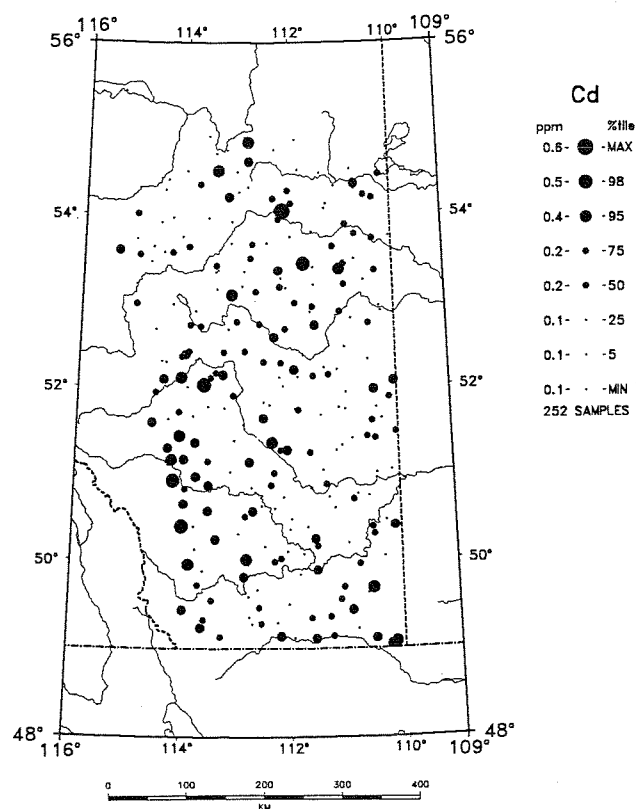 116° 114° 112° 110° 109°
56° 56°
Cd
ppm %tile
0.6- -MAX
0.5- -98
0.4- -95
0.2- -75
0.2- -50
0.1- -25
0.1- -5
0.1- -MIN
252 SAMPLES
54° 54°
52° 52°
50° 50°
48° 48°
116° 114° 112° 110° 109°
0 100 200 300 400
KM